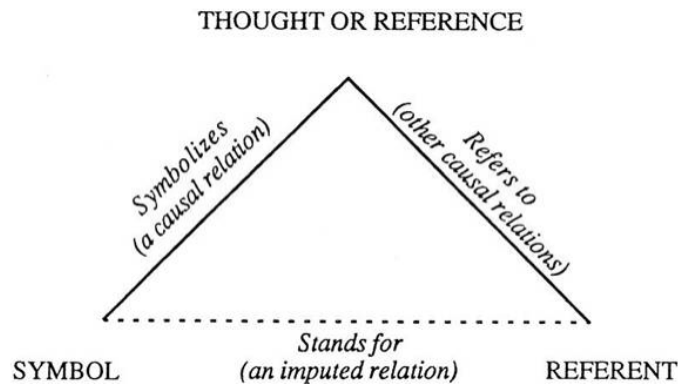 THOUGHT OR REFERENCE
Symbolizes
(a causal relation)
Refers to
(other causal relations)
Stands for
(an imputed relation)
SYMBOL
REFERENT